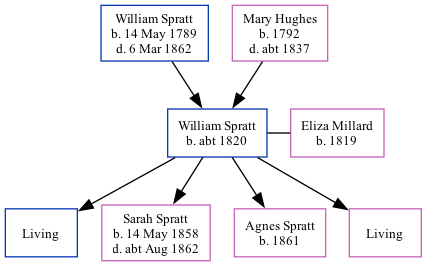 William Spratt
b. 14 May 1789
d. 6 Mar 1862
Mary Hughes
b. 1792
d. abt 1837
William Spratt
b. abt 1820
Eliza Millard
b. 1819
Living
Sarah Spratt
b. 14 May 1858
d. abt Aug 1862
Agnes Spratt
b. 1861
Living